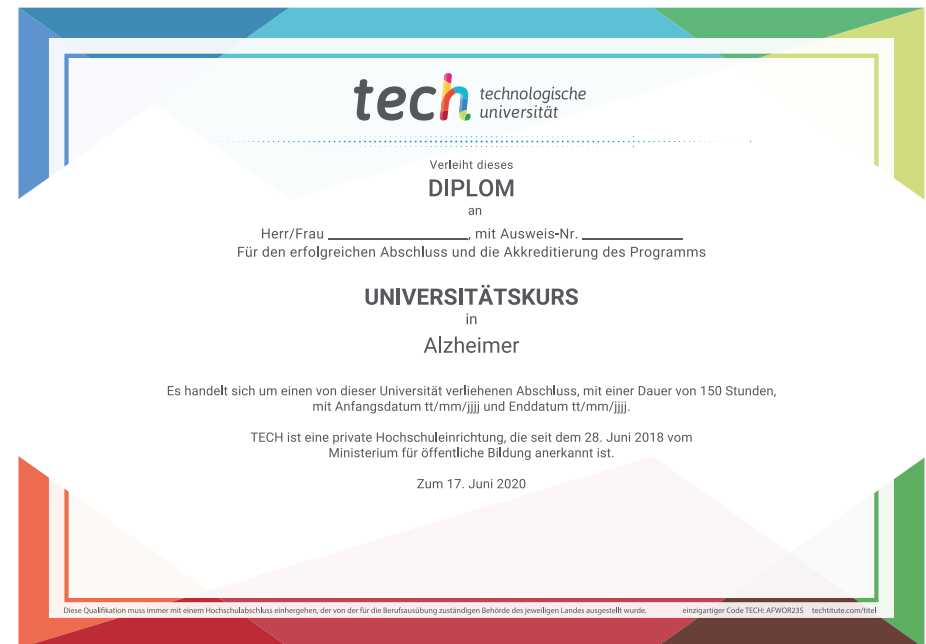 tech technologische
universität
Verleiht dieses
DIPLOM
an
Herr/Frau , mit Ausweis-Nr.
Für den erfolgreichen Abschluss und die Akkreditierung des Programms
UNIVERSITÄTSKURS
in
Alzheimer
Es handelt sich um einen von dieser Universität verliehenen Abschluss, mit einer Dauer von 150 Stunden,
mit Anfangsdatum tt/mm/jjjj und Enddatum tt/mm/jjjj.
TECH ist eine private Hochschuleinrichtung, die seit dem 28. Juni 2018 vom
Ministerium für öffentliche Bildung anerkannt ist.
Zum 17. Juni 2020
Diese Qualifikation muss immer mit einem Hochschulabschluss einhergehen, der von der für die Berufsausübung zuständigen Behörde des jeweiligen Landes ausgestellt wurde. einzigartiger Code TECH: AFWOR23S techtitute.com/titel